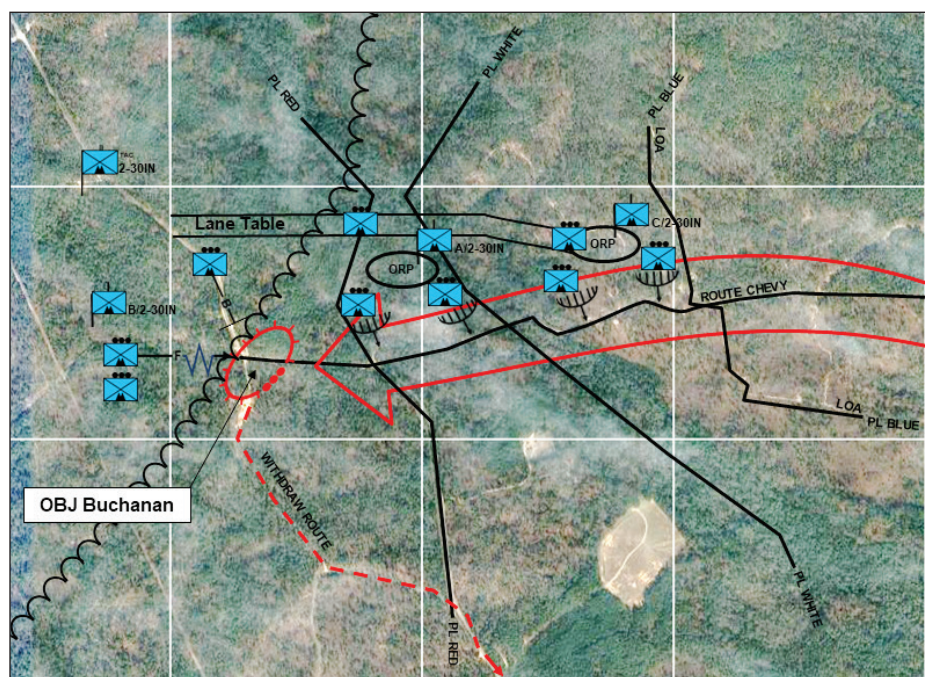 PL RED
PL WHITE
PL BLUE
LOA
TAC
2-30IN
Lane Table
C/2-30IN
ORP
A/2-30IN
ORP
B/2-30IN
B
ROUTE CHEVY
F
LOA
PL BLUE
OBJ Buchanan
WITHDRAW ROUTE
PL WHITE
PL RED